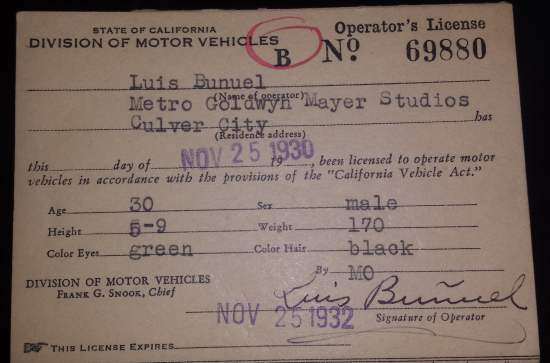 STATE OF CALIFORNIA
DIVISION OF MOTOR VEHICLES
B
Operator's License
No. 69880
Luis Bunuel
(Name of operator)
Metro Goldwyn Mayer Studios
Culver City has
(Residence address)
this day of NOV 25 1930 19 , been licensed to operate motor
vehicles in accordance with the provisions of the "California Vehicle Act."
Age 30 Sex male
Height 5-9 Weight 170
Color Eyes green Color Hair black
By MO
DIVISION OF MOTOR VEHICLES
FRANK G. SNOOK, Chief
Luis Buñuel
Signature of Operator
NOV 25 1932
THIS LICENSE EXPIRES